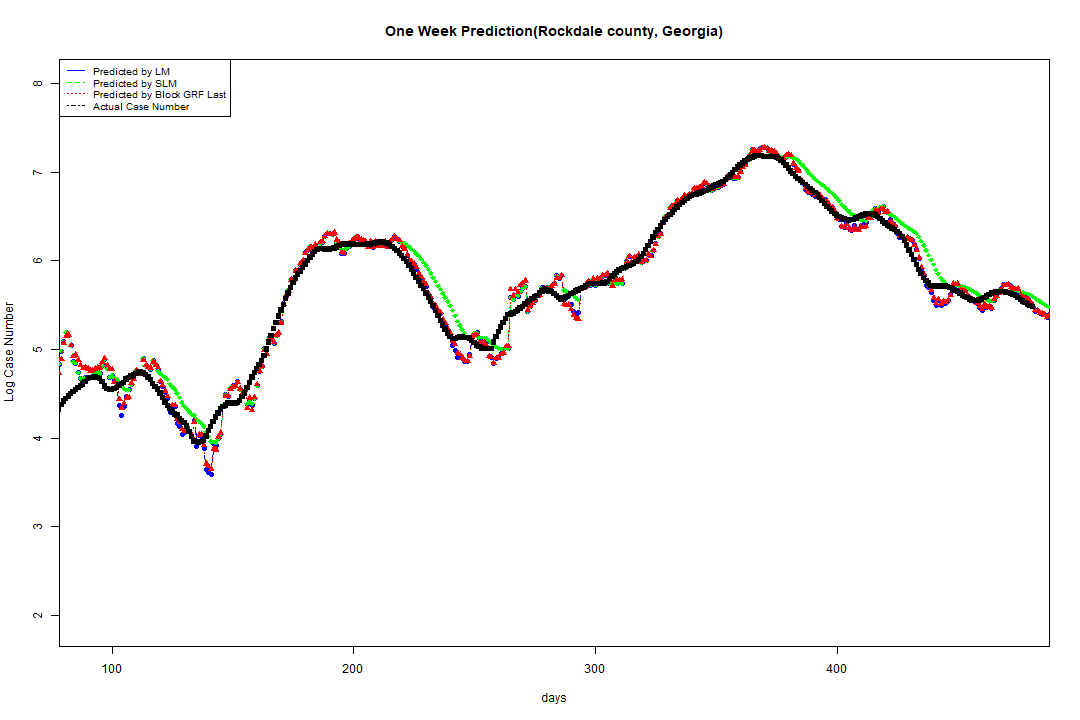 One Week Prediction(Rockdale county, Georgia)
Predicted by LM
Predicted by SLM
Predicted by Block GRF Last
Actual Case Number
8
7
6
5
4
3
2
Log Case Number
100 200 300 400
days